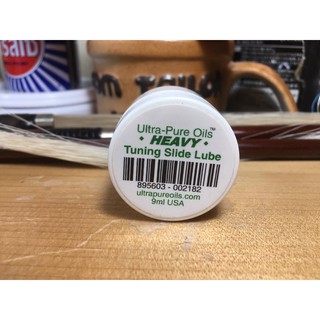 Ultra-Pure Oils™
• HEAVY •
Tuning Slide Lube
895603 - 002182
ultrapureoils.com
9ml USA